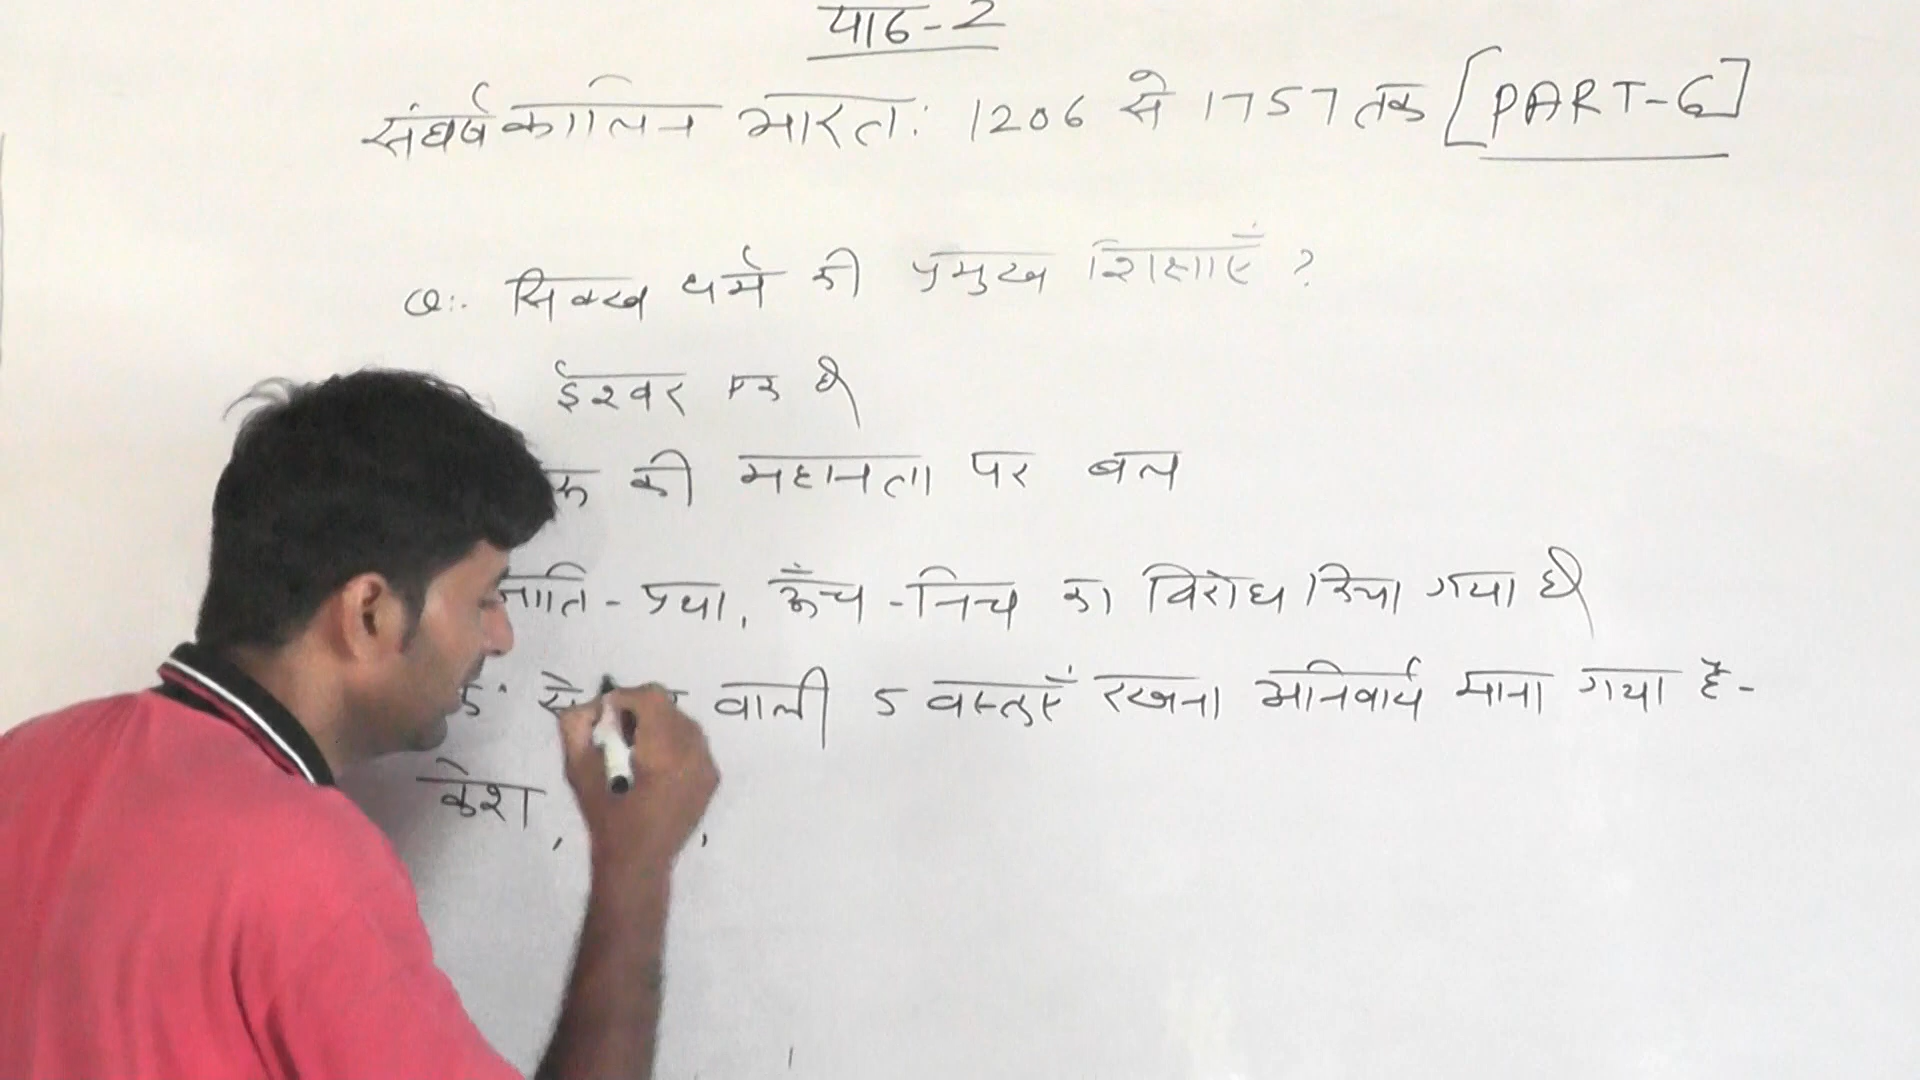 पाठ-2
संघर्षकालिन भारत: 1206 से 1757 तक [PART-6]
Q:. सिक्ख धर्म की प्रमुख शिक्षाएँ ?
ईश्वर एक है
की महानता पर बल
जाति - प्रथा, ऊँच - निच का विरोध किया गया है
वाली 5 वस्तुएँ रखना अनिवार्य माना गया है -
केश, ,